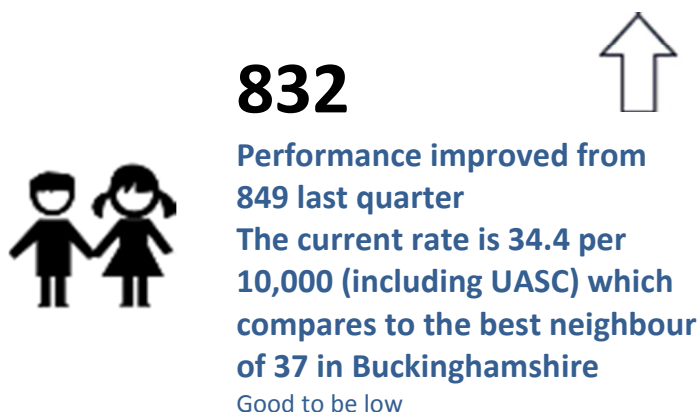 832
Performance improved from
849 last quarter
The current rate is 34.4 per
10,000 (including UASC) which
compares to the best neighbour
of 37 in Buckinghamshire
Good to be low